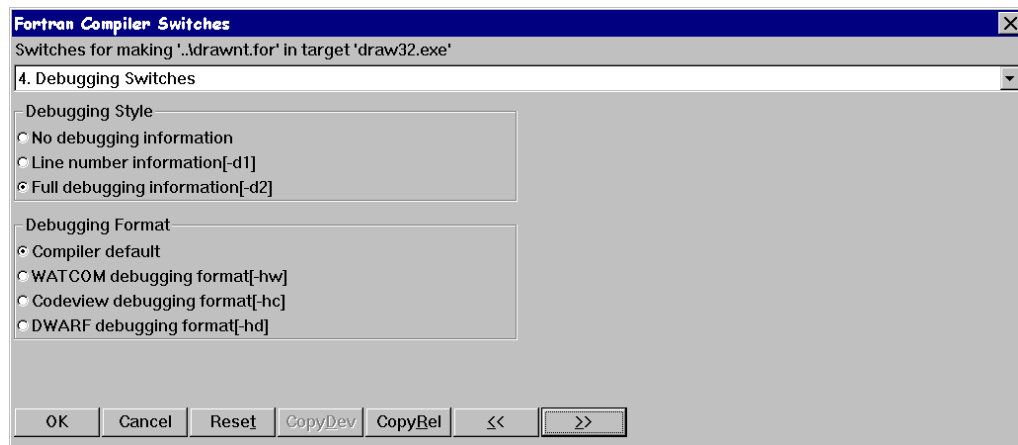 Fortran Compiler Switches
Switches for making '..\drawnt.for' in target 'draw32.exe'
4. Debugging Switches
Debugging Style
No debugging information
Line number information[-d1]
Full debugging information[-d2]
Debugging Format
Compiler default
WATCOM debugging format[-hw]
Codeview debugging format[-hc]
DWARF debugging format[-hd]
OK Cancel Reset CopyDev CopyRel << >>